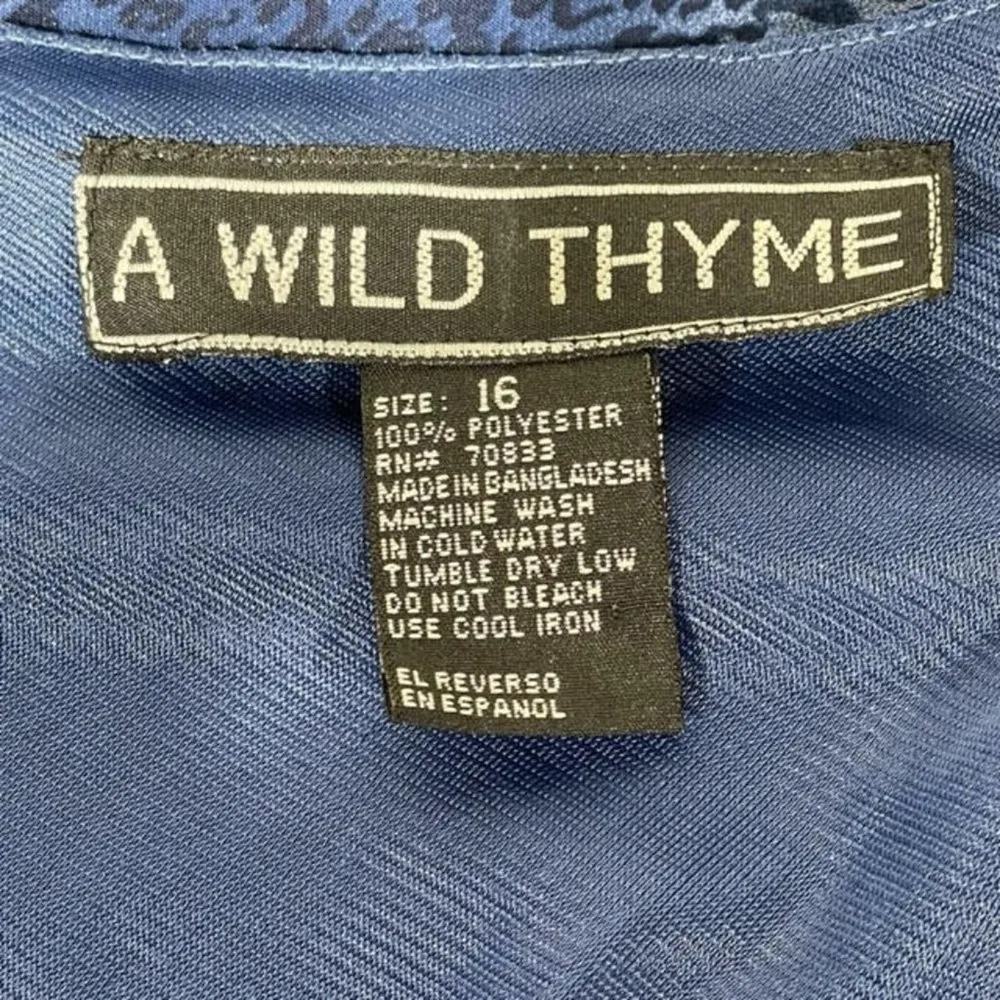 A WILD THYME
SIZE: 16
100% POLYESTER
RN# 70833
MADE IN BANGLADESH
MACHINE WASH
IN COLD WATER
TUMBLE DRY LOW
DO NOT BLEACH
USE COOL IRON
EL REVERSO
EN ESPANOL